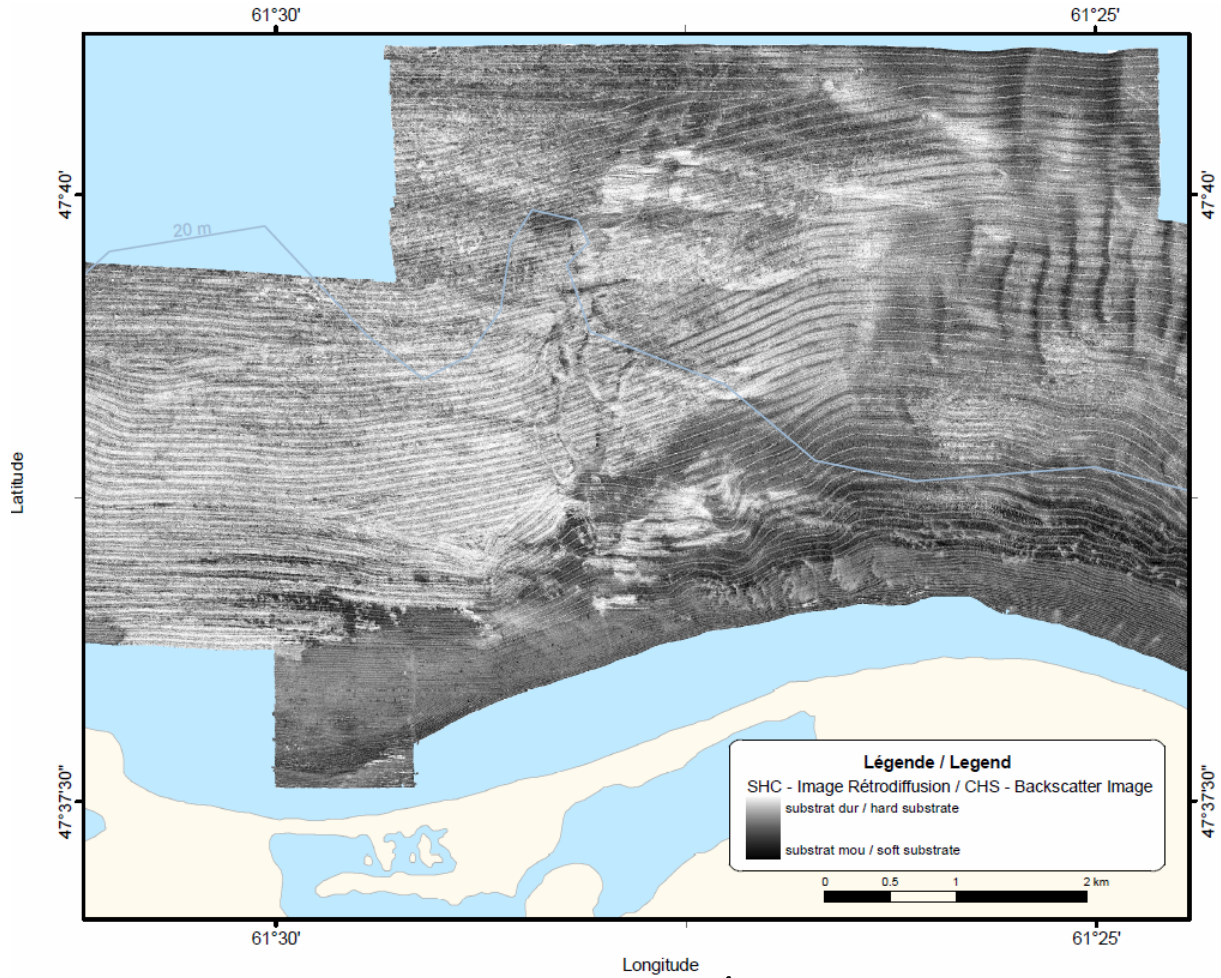 61°30'
61°25'
47°40'
47°40'
20 m
Latitude
Légende / Legend
SHC - Image Rétrodiffusion / CHS - Backscatter Image
substrat dur / hard substrate
substrat mou / soft substrate
47°37'30"
47°37'30"
0 0.5 1 2 km
61°30'
61°25'
Longitude